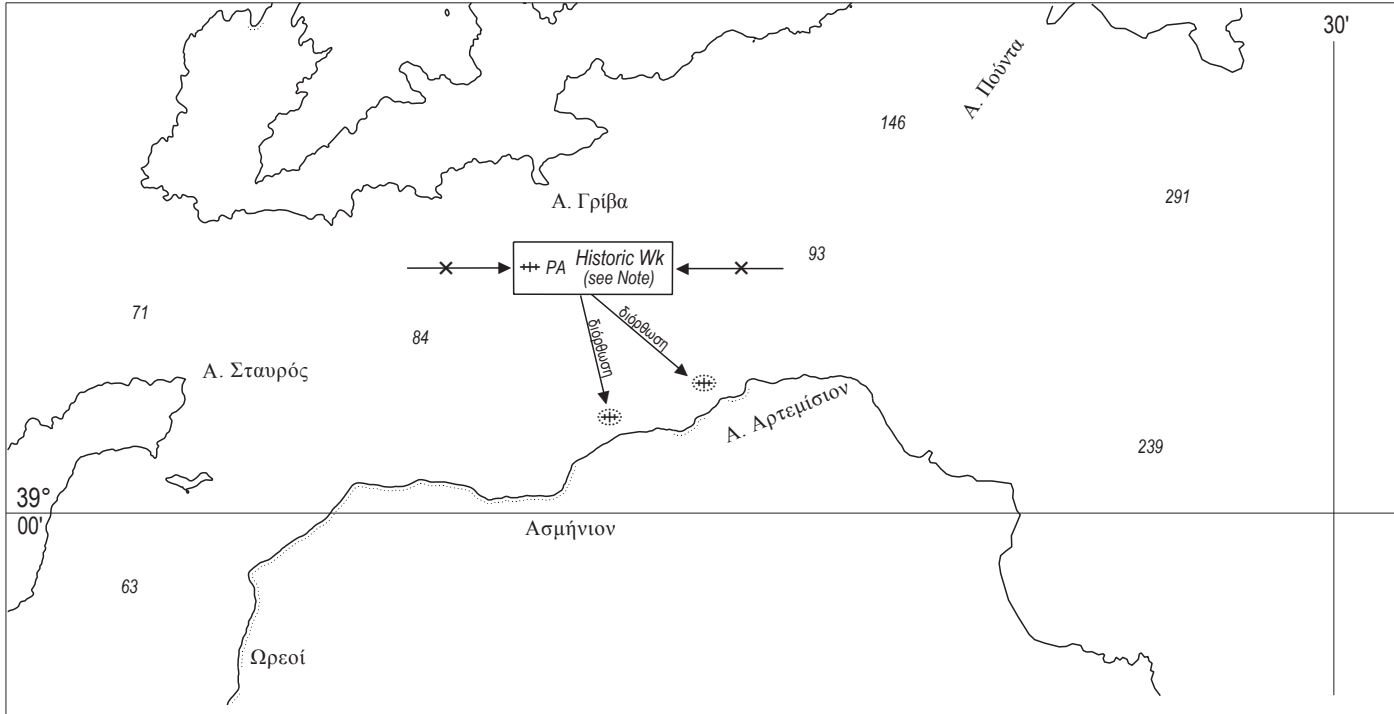 30'
Α. Πούντα
146
291
Α. Γρίβα
93
PA Historic Wk
(see Note)
71
84
διόρθωση
διόρθωση
Α. Σταυρός
Α. Αρτεμίσιον
239
39°
00'
Ασμήνιον
63
Ωρεοί